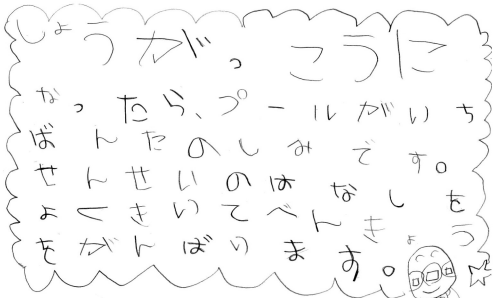 しょうがっこうに
なったら、プールがいち
ばんたのしみです。
せんせいのはなしを
よくきいてべんきょう
をがんばります。